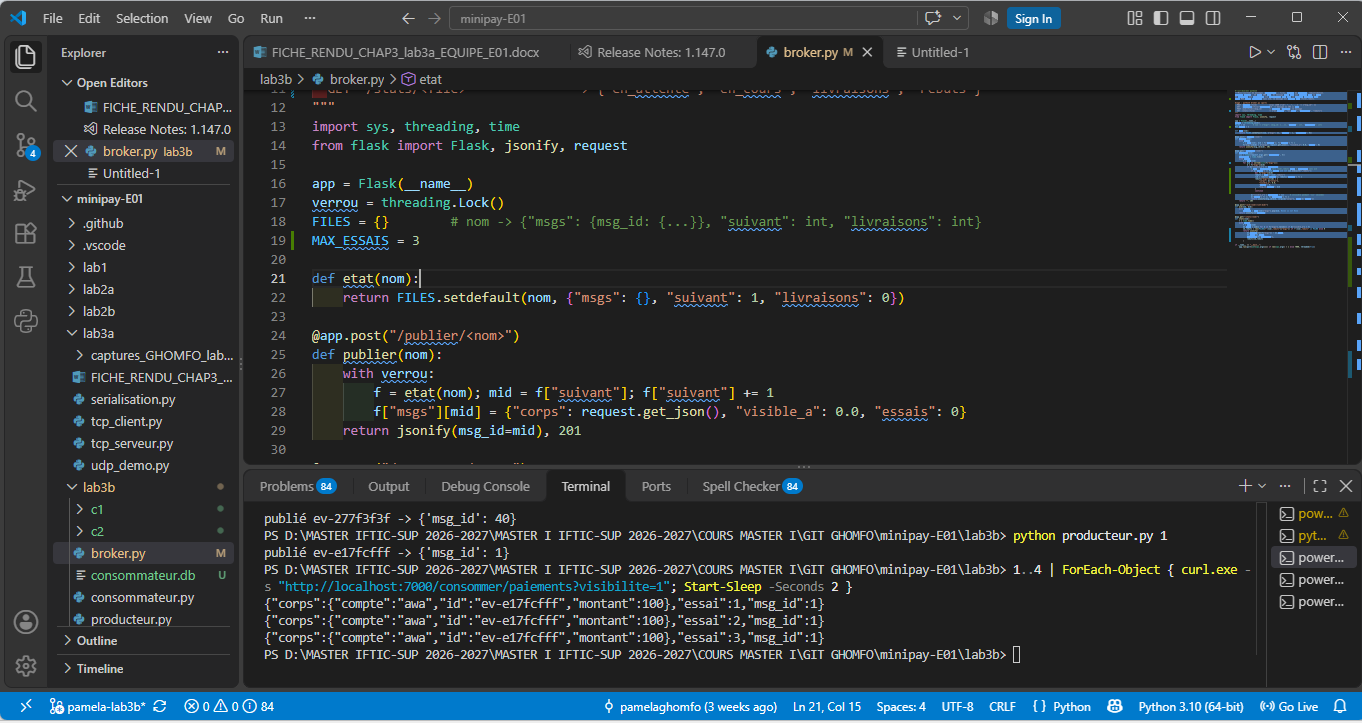 File Edit Selection View Go Run ··· minipay-E01 Sign In
Explorer ···
Open Editors
FICHE_RENDU_CHAP...
Release Notes: 1.147.0
broker.py lab3b M
Untitled-1
minipay-E01
.github
.vscode
lab1
lab2a
lab2b
lab3a
captures_GHOMFO_lab...
FICHE_RENDU_CHAP3_...
serialisation.py
tcp_client.py
tcp_serveur.py
udp_demo.py
lab3b
c1
c2
broker.py M
consommateur.db U
consommateur.py
producteur.py
Outline
Timeline
4
FICHE_RENDU_CHAP3_lab3a_EQUIPE_E01.docx Release Notes: 1.147.0 broker.py M Untitled-1
lab3b > broker.py > etat
12 """
13 import sys, threading, time
14 from flask import Flask, jsonify, request
15
16 app = Flask(__name__)
17 verrou = threading.Lock()
18 FILES = {} # nom -> {"msgs": {msg_id: {...}}, "suivant": int, "livraisons": int}
19 MAX_ESSAIS = 3
20
21 def etat(nom):
22 return FILES.setdefault(nom, {"msgs": {}, "suivant": 1, "livraisons": 0})
23
24 @app.post("/publier/<nom>")
25 def publier(nom):
26 with verrou:
27 f = etat(nom); mid = f["suivant"]; f["suivant"] += 1
28 f["msgs"][mid] = {"corps": request.get_json(), "visible_a": 0.0, "essais": 0}
29 return jsonify(msg_id=mid), 201
30
Problems 84 Output Debug Console Terminal Ports Spell Checker 84
publié ev-277f3f3f -> {'msg_id': 40}
PS D:\MASTER IFTIC-SUP 2026-2027\MASTER I IFTIC-SUP 2026-2027\COURS MASTER I\GIT GHOMFO\minipay-E01\lab3b> python producteur.py 1
publié ev-e17fcfff -> {'msg_id': 1}
PS D:\MASTER IFTIC-SUP 2026-2027\MASTER I IFTIC-SUP 2026-2027\COURS MASTER I\GIT GHOMFO\minipay-E01\lab3b> 1..4 | ForEach-Object { curl.exe -
s "http://localhost:7000/consommer/paiements?visibilite=1"; Start-Sleep -Seconds 2 }
{"corps":{"compte":"awa","id":"ev-e17fcfff","montant":100},"essai":1,"msg_id":1}
{"corps":{"compte":"awa","id":"ev-e17fcfff","montant":100},"essai":2,"msg_id":1}
{"corps":{"compte":"awa","id":"ev-e17fcfff","montant":100},"essai":3,"msg_id":1}
PS D:\MASTER IFTIC-SUP 2026-2027\MASTER I IFTIC-SUP 2026-2027\COURS MASTER I\GIT GHOMFO\minipay-E01\lab3b>
pow...
pyt...
power...
power...
power...
pamela-lab3b* 0 0 84 pamelaghomfo (3 weeks ago) Ln 21, Col 15 Spaces: 4 UTF-8 CRLF { } Python Python 3.10 (64-bit) Go Live